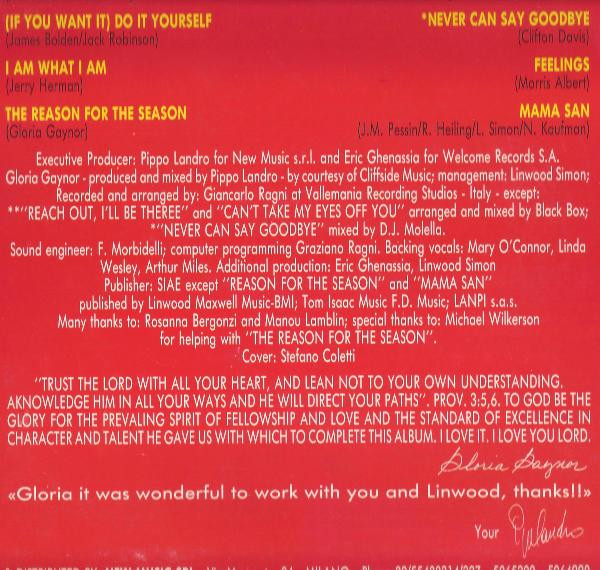 (IF YOU WANT IT) DO IT YOURSELF
(James Bolden/Jack Robinson)
I AM WHAT I AM
(Jerry Herman)
THE REASON FOR THE SEASON
(Gloria Gaynor)
*NEVER CAN SAY GOODBYE
(Clifton Davis)
FEELINGS
(Morris Albert)
MAMA SAN
(J.M. Pessin/R. Heiling/L. Simon/N. Kaufman)
Executive Producer: Pippo Landro for New Music s.r.l. and Eric Ghenassia for Welcome Records S.A.
Gloria Gaynor - produced and mixed by Pippo Landro - by courtesy of Cliffside Music; management: Linwood Simon;
Recorded and arranged by: Giancarlo Ragni at Vallemania Recording Studios - Italy - except:
**"REACH OUT, I'LL BE THEREE" and "CAN'T TAKE MY EYES OFF YOU" arranged and mixed by Black Box;
*"NEVER CAN SAY GOODBYE" mixed by D.J. Molella.
Sound engineer: F. Morbidelli; computer programming Graziano Ragni. Backing vocals: Mary O'Connor, Linda
Wesley, Arthur Miles. Additional production: Eric Ghenassia, Linwood Simon
Publisher: SIAE except "REASON FOR THE SEASON" and "MAMA SAN"
published by Linwood Maxwell Music-BMI; Tom Isaac Music F.D. Music; LANPI s.a.s.
Many thanks to: Rosanna Bergonzi and Manou Lamblin; special thanks to: Michael Wilkerson
for helping with "THE REASON FOR THE SEASON".
Cover: Stefano Coletti
"TRUST THE LORD WITH ALL YOUR HEART, AND LEAN NOT TO YOUR OWN UNDERSTANDING.
AKNOWLEDGE HIM IN ALL YOUR WAYS AND HE WILL DIRECT YOUR PATHS". PROV. 3:5,6. TO GOD BE THE
GLORY FOR THE PREVALING SPIRIT OF FELLOWSHIP AND LOVE AND THE STANDARD OF EXCELLENCE IN
CHARACTER AND TALENT HE GAVE US WITH WHICH TO COMPLETE THIS ALBUM. I LOVE IT. I LOVE YOU LORD.
Gloria Gaynor
«Gloria it was wonderful to work with you and Linwood, thanks!!»
Your